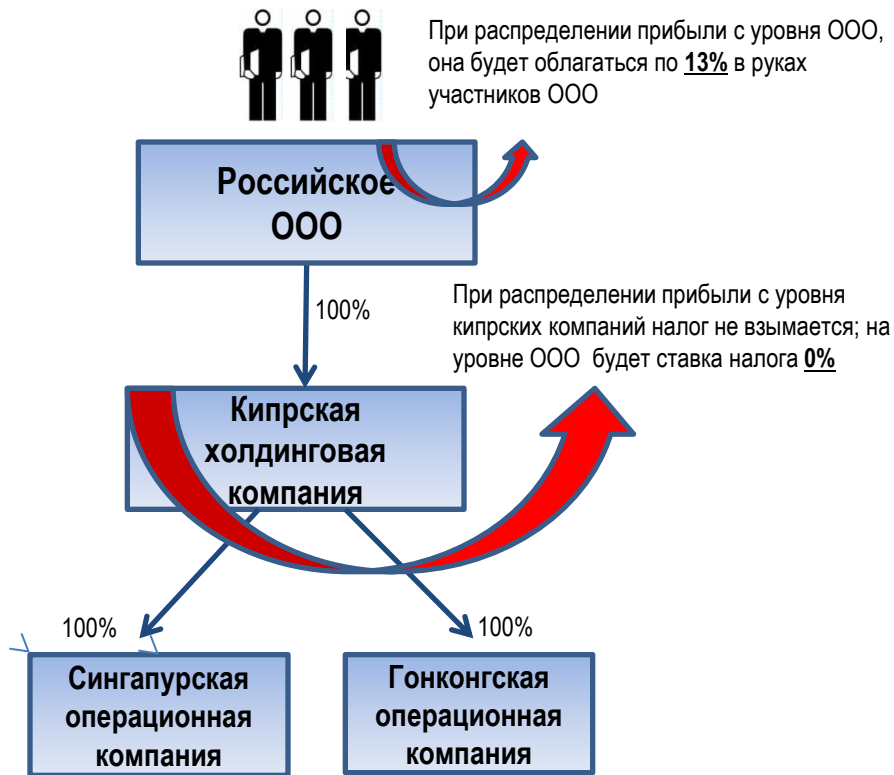 При распределении прибыли с уровня ООО,
она будет облагаться по 13% в руках
участников ООО
Российское
ООО
100%
При распределении прибыли с уровня
кипрских компаний налог не взымается; на
уровне ООО будет ставка налога 0%
Кипрская
холдинговая
компания
100%
100%
Сингапурская
операционная
компания
Гонконгская
операционная
компания